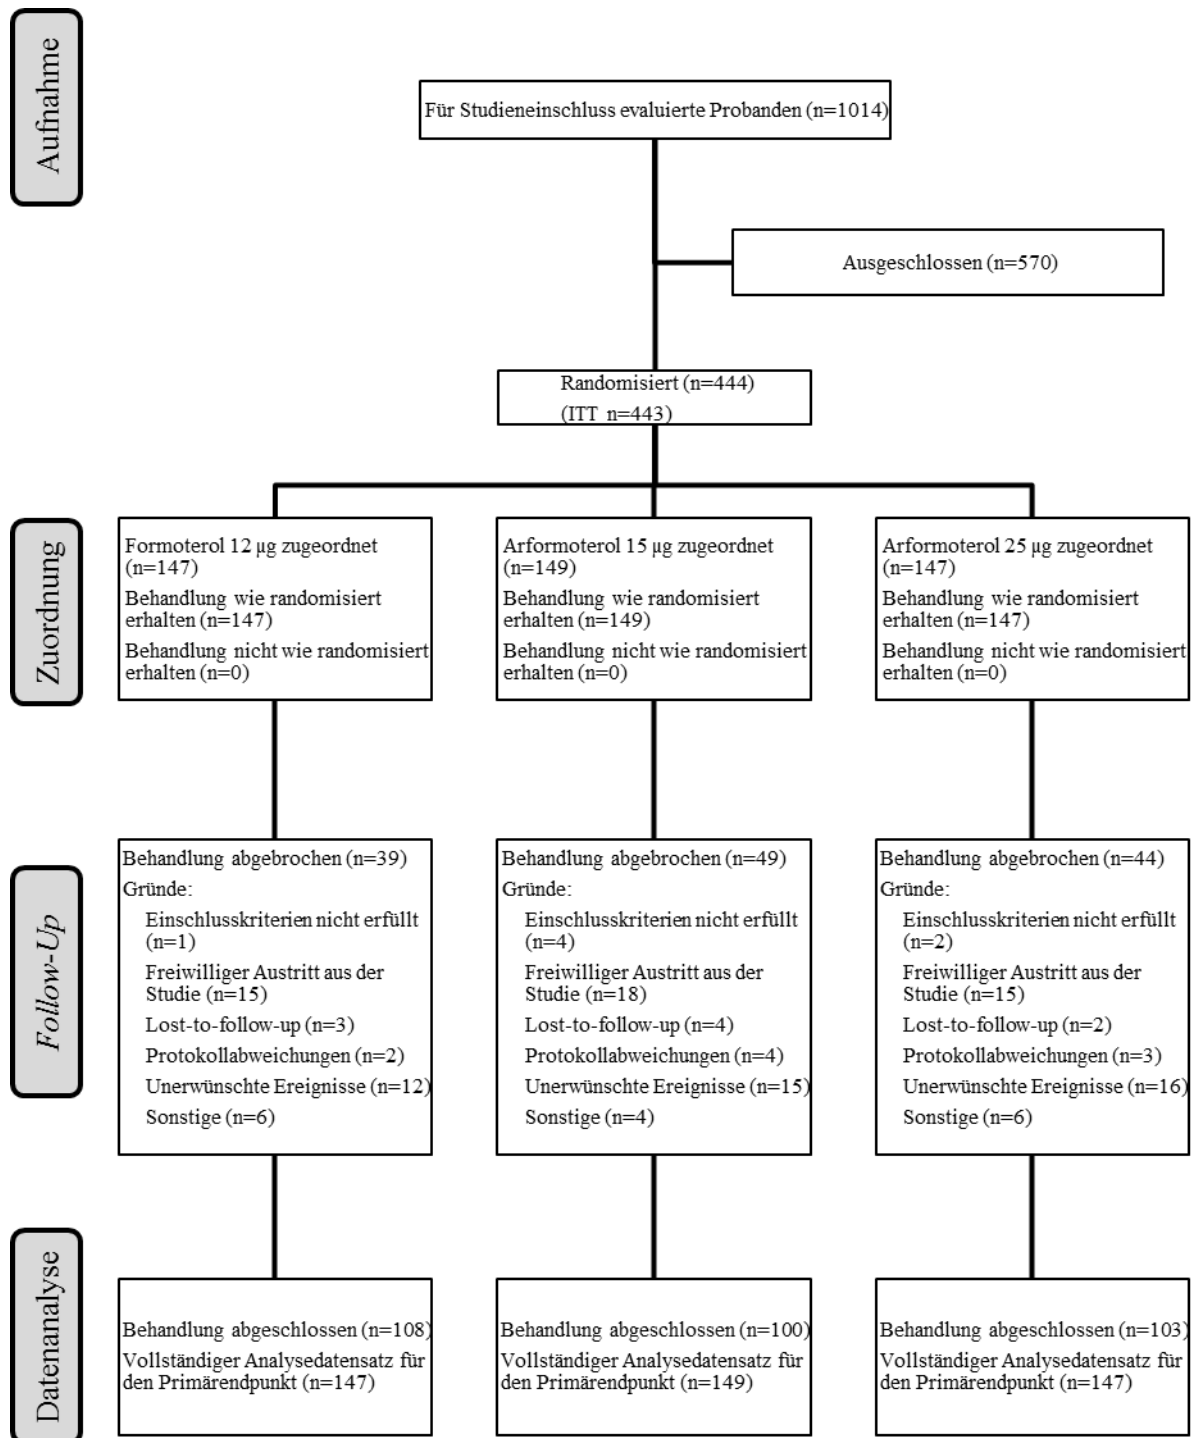 Aufnahme
Für Studieneinschluss evaluierte Probanden (n=1014)
Ausgeschlossen (n=570)
Randomisiert (n=444)
(ITT n=443)
Zuordnung
Formoterol 12 µg zugeordnet
(n=147)
Behandlung wie randomisiert
erhalten (n=147)
Behandlung nicht wie randomisiert
erhalten (n=0)
Arformoterol 15 µg zugeordnet
(n=149)
Behandlung wie randomisiert
erhalten (n=149)
Behandlung nicht wie randomisiert
erhalten (n=0)
Arformoterol 25 µg zugeordnet
(n=147)
Behandlung wie randomisiert
erhalten (n=147)
Behandlung nicht wie randomisiert
erhalten (n=0)
Follow-Up
Behandlung abgebrochen (n=39)
Gründe:
Einschlusskriterien nicht erfüllt
(n=1)
Freiwilliger Austritt aus der
Studie (n=15)
Lost-to-follow-up (n=3)
Protokollabweichungen (n=2)
Unerwünschte Ereignisse (n=12)
Sonstige (n=6)
Behandlung abgebrochen (n=49)
Gründe:
Einschlusskriterien nicht erfüllt
(n=4)
Freiwilliger Austritt aus der
Studie (n=18)
Lost-to-follow-up (n=4)
Protokollabweichungen (n=4)
Unerwünschte Ereignisse (n=15)
Sonstige (n=4)
Behandlung abgebrochen (n=44)
Gründe:
Einschlusskriterien nicht erfüllt
(n=2)
Freiwilliger Austritt aus der
Studie (n=15)
Lost-to-follow-up (n=2)
Protokollabweichungen (n=3)
Unerwünschte Ereignisse (n=16)
Sonstige (n=6)
Datenanalyse
Behandlung abgeschlossen (n=108)
Vollständiger Analysedatensatz für
den Primärendpunkt (n=147)
Behandlung abgeschlossen (n=100)
Vollständiger Analysedatensatz für
den Primärendpunkt (n=149)
Behandlung abgeschlossen (n=103)
Vollständiger Analysedatensatz für
den Primärendpunkt (n=147)